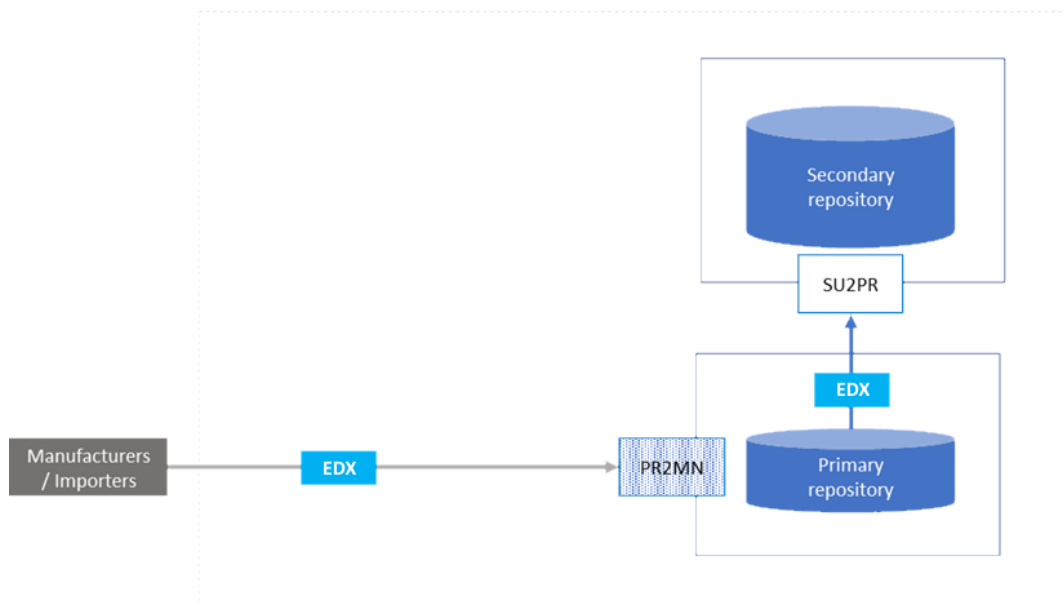 Secondary
repository
SU2PR
EDX
Manufacturers
/ Importers
EDX
PR2MN
Primary
repository